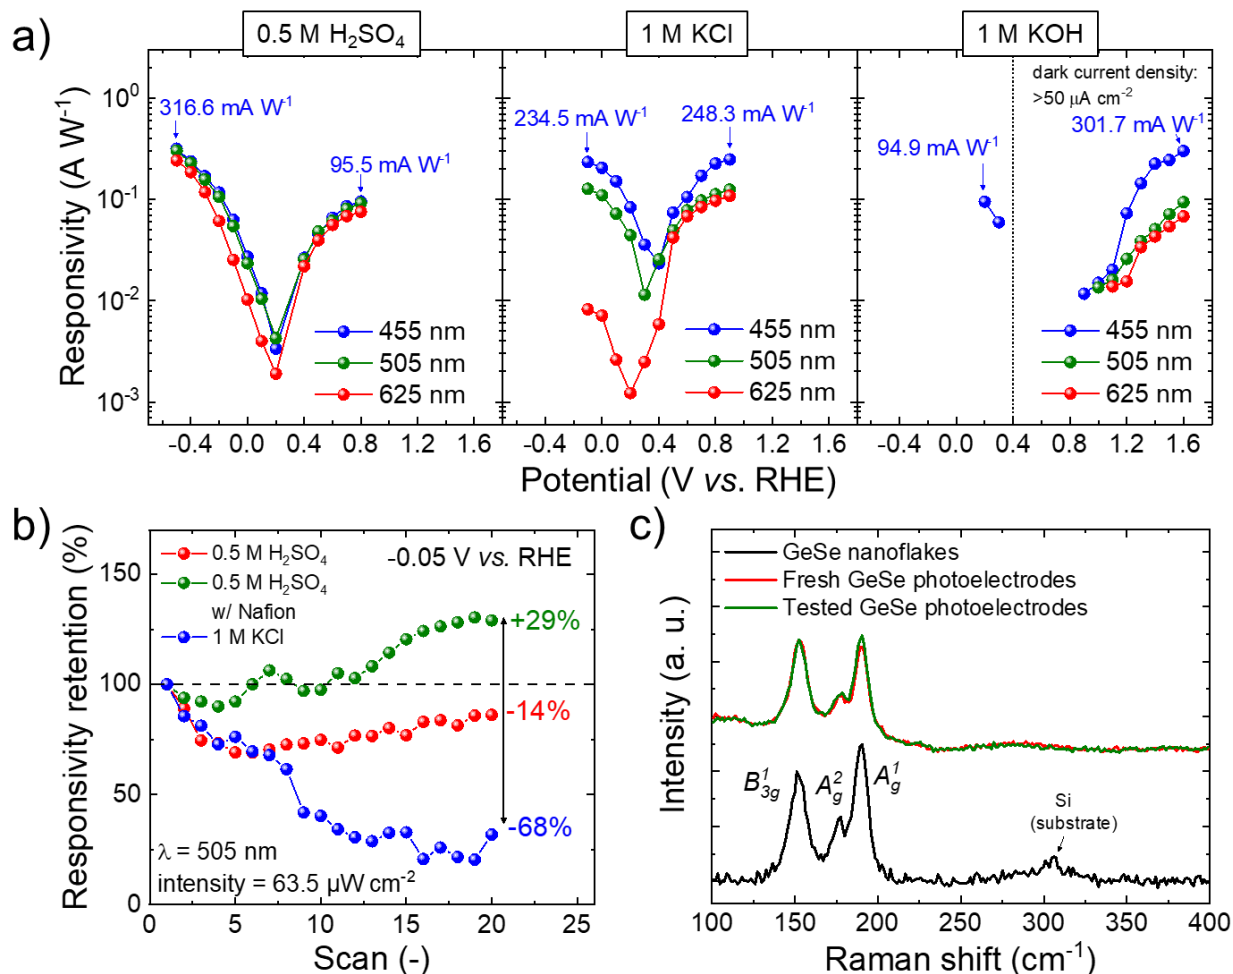 a)
0.5 M H₂SO₄
1 M KCl
1 M KOH
Responsivity (A W⁻¹)
10⁰
10⁻¹
10⁻²
10⁻³
316.6 mA W⁻¹
95.5 mA W⁻¹
455 nm
505 nm
625 nm
-0.4 0.0 0.4 0.8 1.2 1.6
234.5 mA W⁻¹
248.3 mA W⁻¹
455 nm
505 nm
625 nm
-0.4 0.0 0.4 0.8 1.2 1.6
dark current density:
>50 μA cm⁻²
94.9 mA W⁻¹
301.7 mA W⁻¹
455 nm
505 nm
625 nm
-0.4 0.0 0.4 0.8 1.2 1.6
Potential (V vs. RHE)
b)
Responsivity retention (%)
150
100
50
0
0.5 M H₂SO₄
0.5 M H₂SO₄
w/ Nafion
1 M KCl
-0.05 V vs. RHE
+29%
-14%
-68%
λ = 505 nm
intensity = 63.5 μW cm⁻²
0 5 10 15 20 25
Scan (-)
c)
Intensity (a. u.)
GeSe nanoflakes
Fresh GeSe photoelectrodes
Tested GeSe photoelectrodes
B¹₃g
A²g
A¹g
Si
(substrate)
100 150 200 250 300 350 400
Raman shift (cm⁻¹)